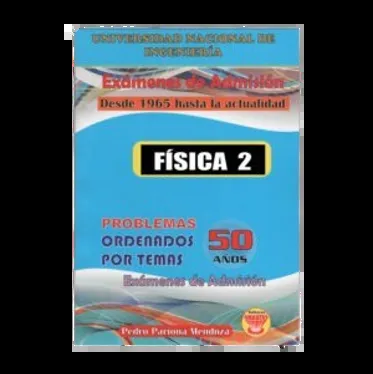 UNIVERSIDAD NACIONAL DE
INGENIERÍA
Exámenes de Admisión
Desde 1965 hasta la actualidad
FÍSICA 2
PROBLEMAS
ORDENADOS
POR TEMAS
50
AÑOS
Exámenes de Admisión
Pedro Pariona Mendoza